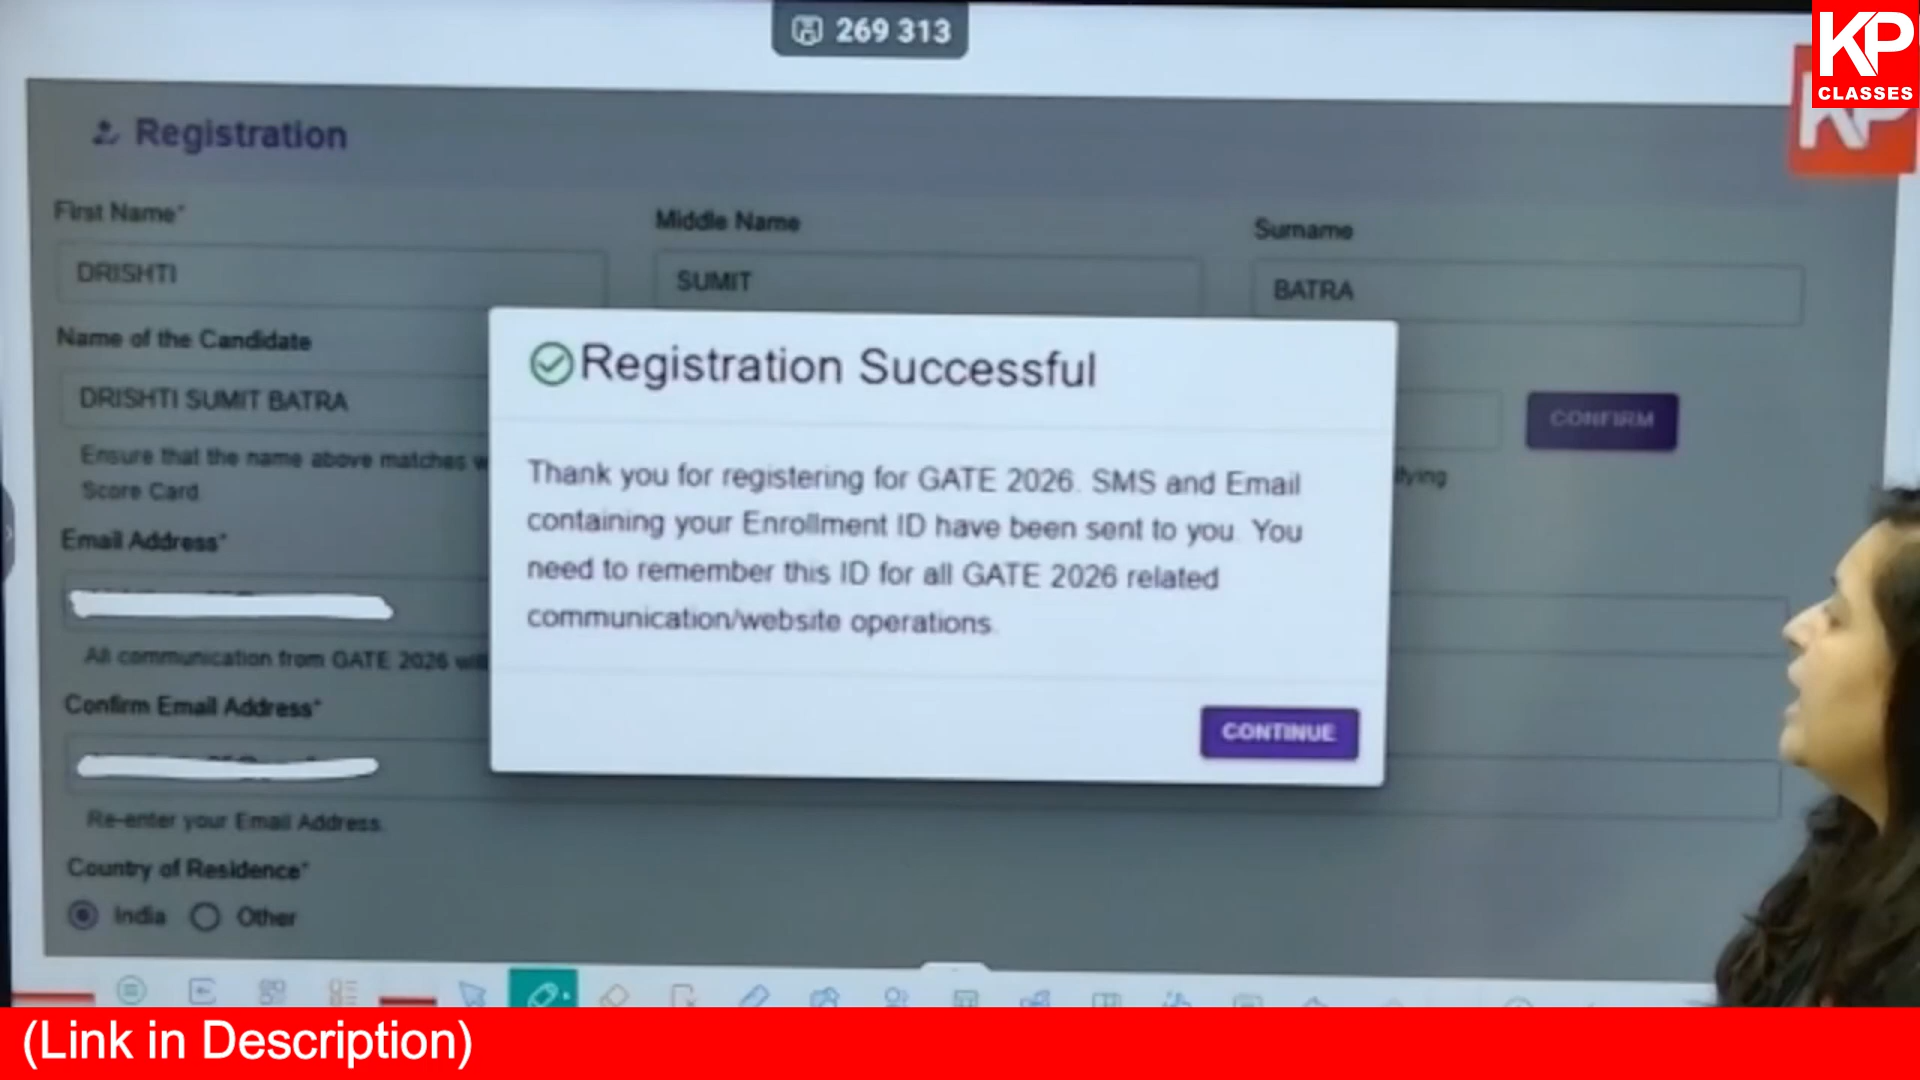 269 313
KP
CLASSES
KP
Registration
First Name*
Middle Name
Surname
DRISHTI
SUMIT
BATRA
Name of the Candidate
DRISHTI SUMIT BATRA
CONFIRM
Ensure that the name above matches
Score Card
Email Address*
All communication from GATE 2026
Confirm Email Address*
Re-enter your Email Address.
Country of Residence*
India
Other
Registration Successful
Thank you for registering for GATE 2026. SMS and Email
containing your Enrollment ID have been sent to you. You
need to remember this ID for all GATE 2026 related
communication/website operations.
CONTINUE
(Link in Description)